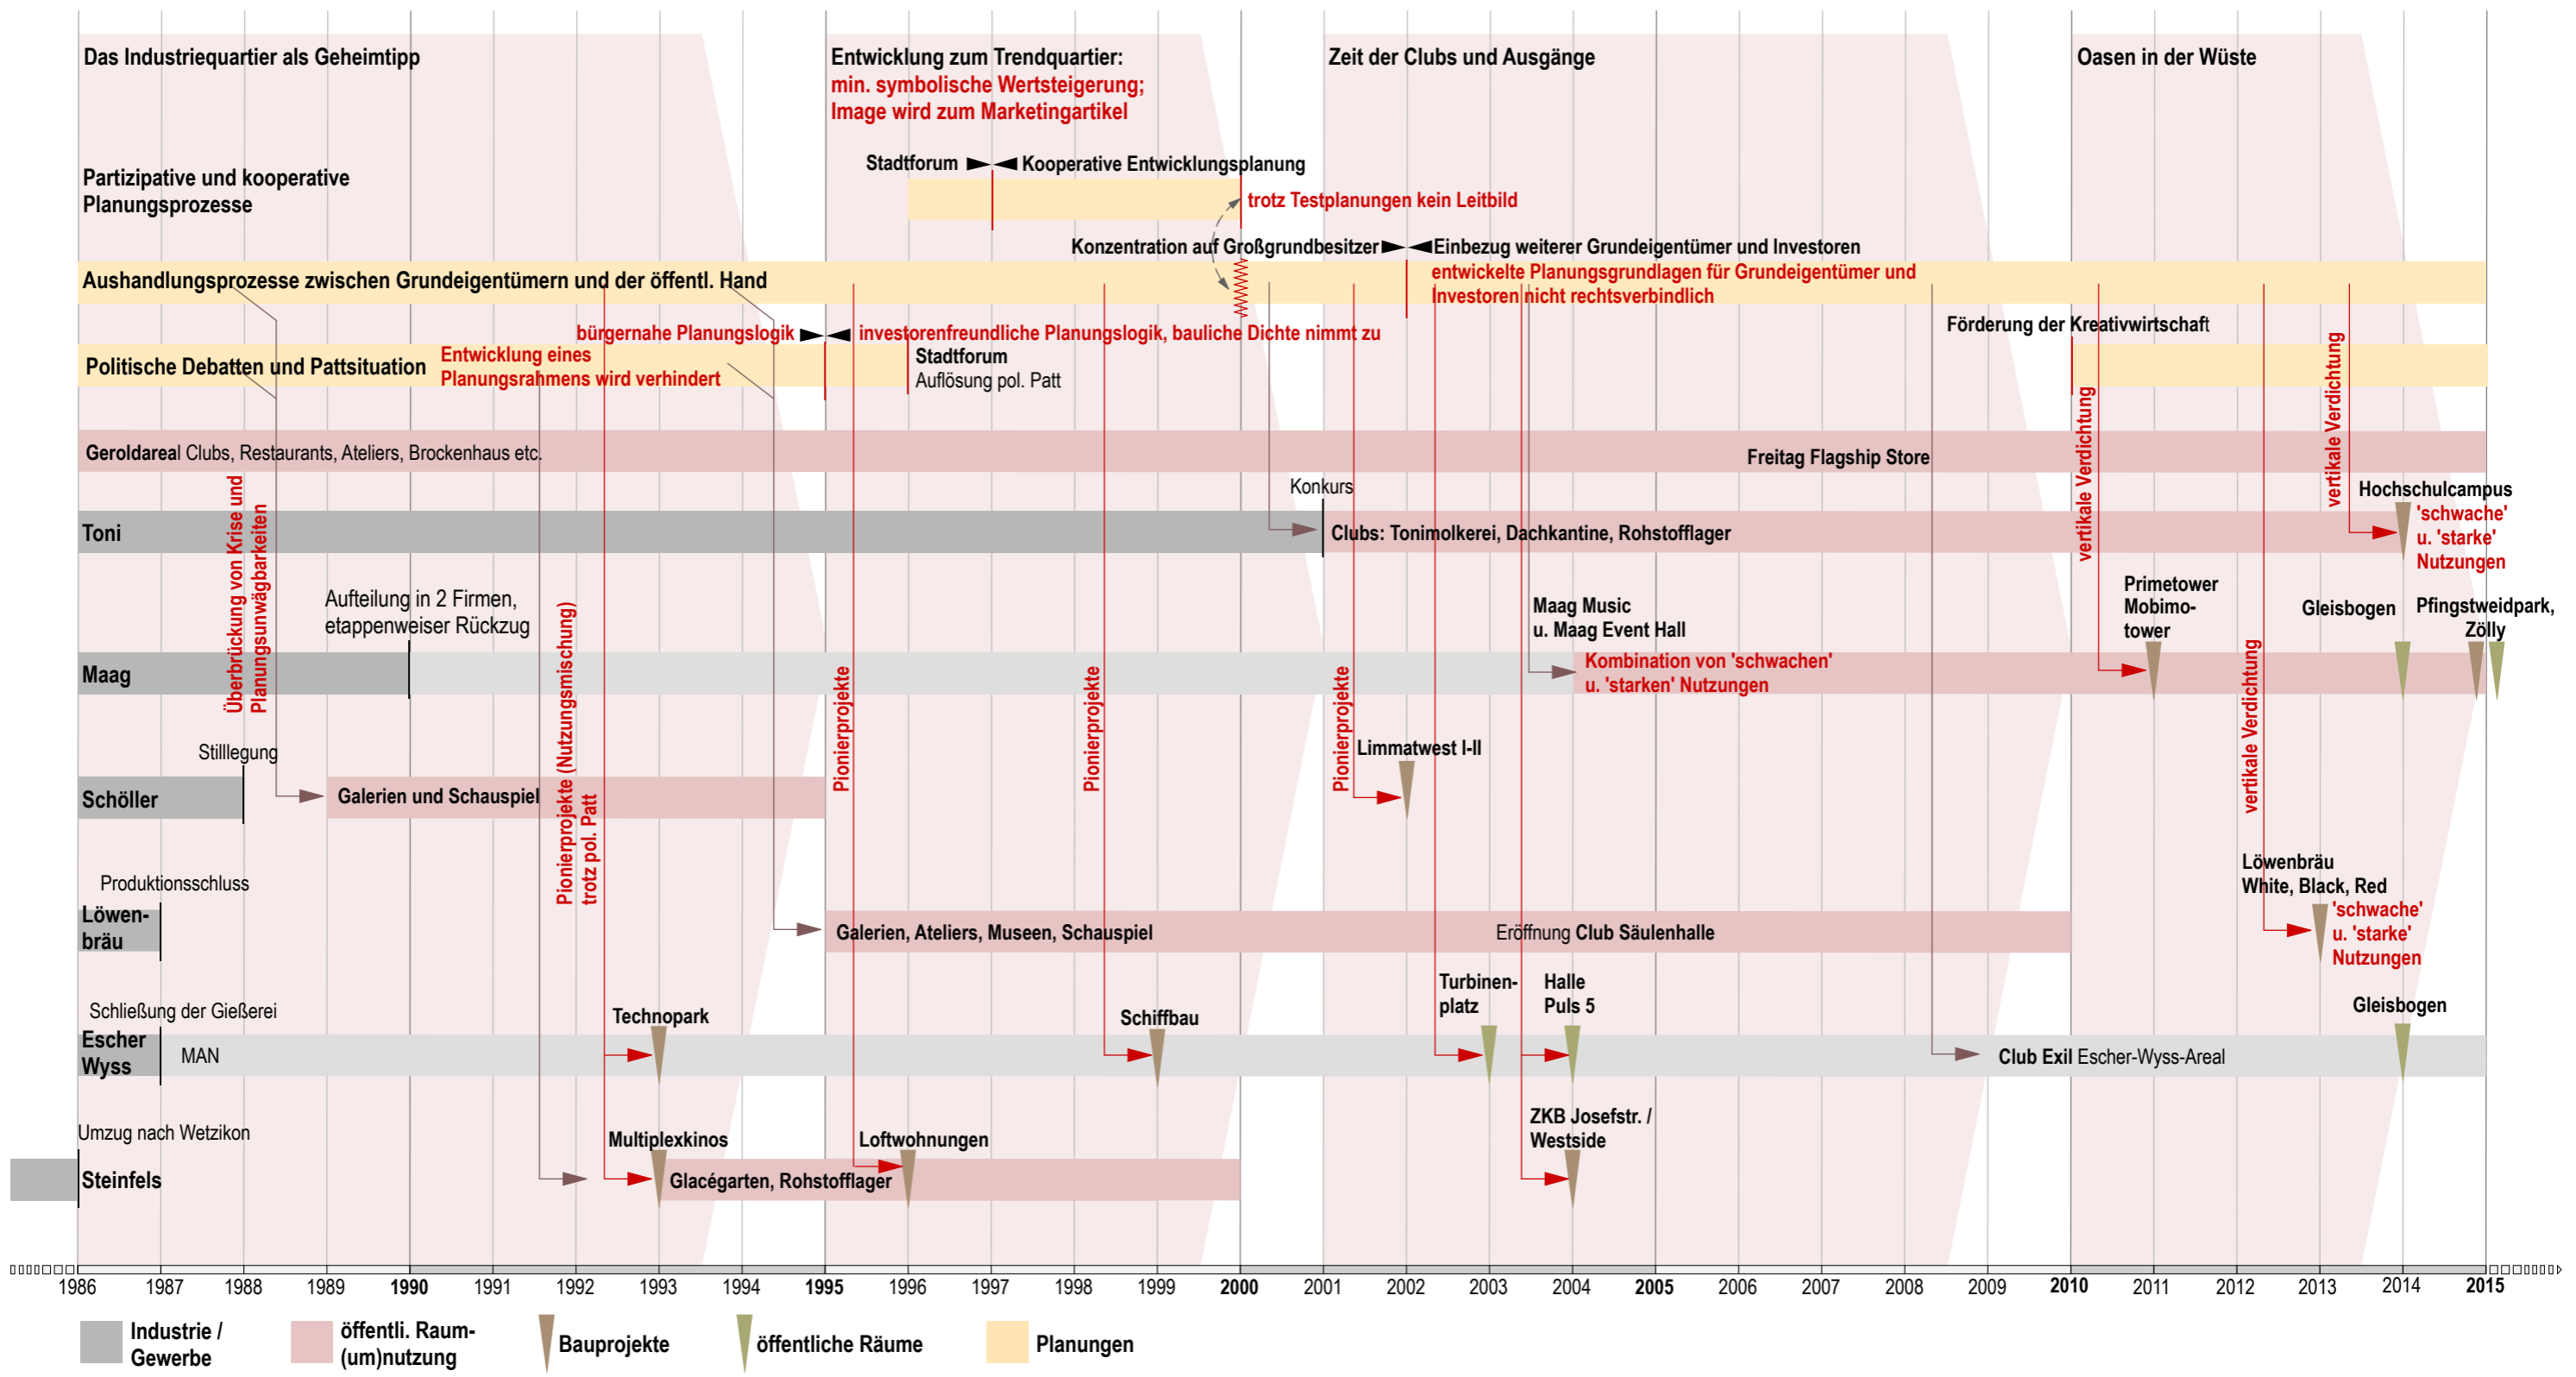 Das Industriequartier als Geheimtipp
Entwicklung zum Trendquartier:
min. symbolische Wertsteigerung;
Image wird zum Marketingartikel
Zeit der Clubs und Ausgänge
Oasen in der Wüste
Partizipative und kooperative
Planungsprozesse
Stadtforum
Kooperative Entwicklungsplanung
trotz Testplanungen kein Leitbild
Konzentration auf Großgrundbesitzer
Einbezug weiterer Grundeigentümer und Investoren
Aushandlungsprozesse zwischen Grundeigentümern und der öffentl. Hand
entwickelte Planungsgrundlagen für Grundeigentümer und
Investoren nicht rechtsverbindlich
bürgernahe Planungslogik
investorenfreundliche Planungslogik, bauliche Dichte nimmt zu
Förderung der Kreativwirtschaft
Politische Debatten und Pattsituation
Entwicklung eines
Planungsrahmens wird verhindert
Stadtforum
Auflösung pol. Patt
Geroldareal Clubs, Restaurants, Ateliers, Brockenhaus etc.
Freitag Flagship Store
Überbrückung von Krise und
Planungsunwägbarkeiten
vertikale Verdichtung
vertikale Verdichtung
Konkurs
Toni
Clubs: Tonimolkerei, Dachkantine, Rohstofflager
Hochschulcampus
'schwache'
u. 'starke'
Nutzungen
Aufteilung in 2 Firmen,
etappenweiser Rückzug
Maag Music
u. Maag Event Hall
Primetower
Mobimo-
tower
Gleisbogen
Pfingstweidpark,
Zölly
Maag
Kombination von 'schwachen'
u. 'starken' Nutzungen
Pionierprojekte (Nutzungsmischung)
trotz pol. Patt
Pionierprojekte
Pionierprojekte
Pionierprojekte
vertikale Verdichtung
Stilllegung
Limmatwest I-II
Schöller
Galerien und Schauspiel
Produktionsschluss
Löwenbräu
White, Black, Red
'schwache'
u. 'starke'
Nutzungen
Löwen-
bräu
Galerien, Ateliers, Museen, Schauspiel
Eröffnung Club Säulenhalle
Schließung der Gießerei
Technopark
Schiffbau
Turbinen-
platz
Halle
Puls 5
Gleisbogen
Escher
Wyss
MAN
Club Exil Escher-Wyss-Areal
Umzug nach Wetzikon
Multiplexkinos
Loftwohnungen
ZKB Josefstr. /
Westside
Steinfels
Glacégarten, Rohstofflager
1986 1987 1988 1989 1990 1991 1992 1993 1994 1995 1996 1997 1998 1999 2000 2001 2002 2003 2004 2005 2006 2007 2008 2009 2010 2011 2012 2013 2014 2015
Industrie /
Gewerbe
öffentli. Raum-
(um)nutzung
Bauprojekte
öffentliche Räume
Planungen